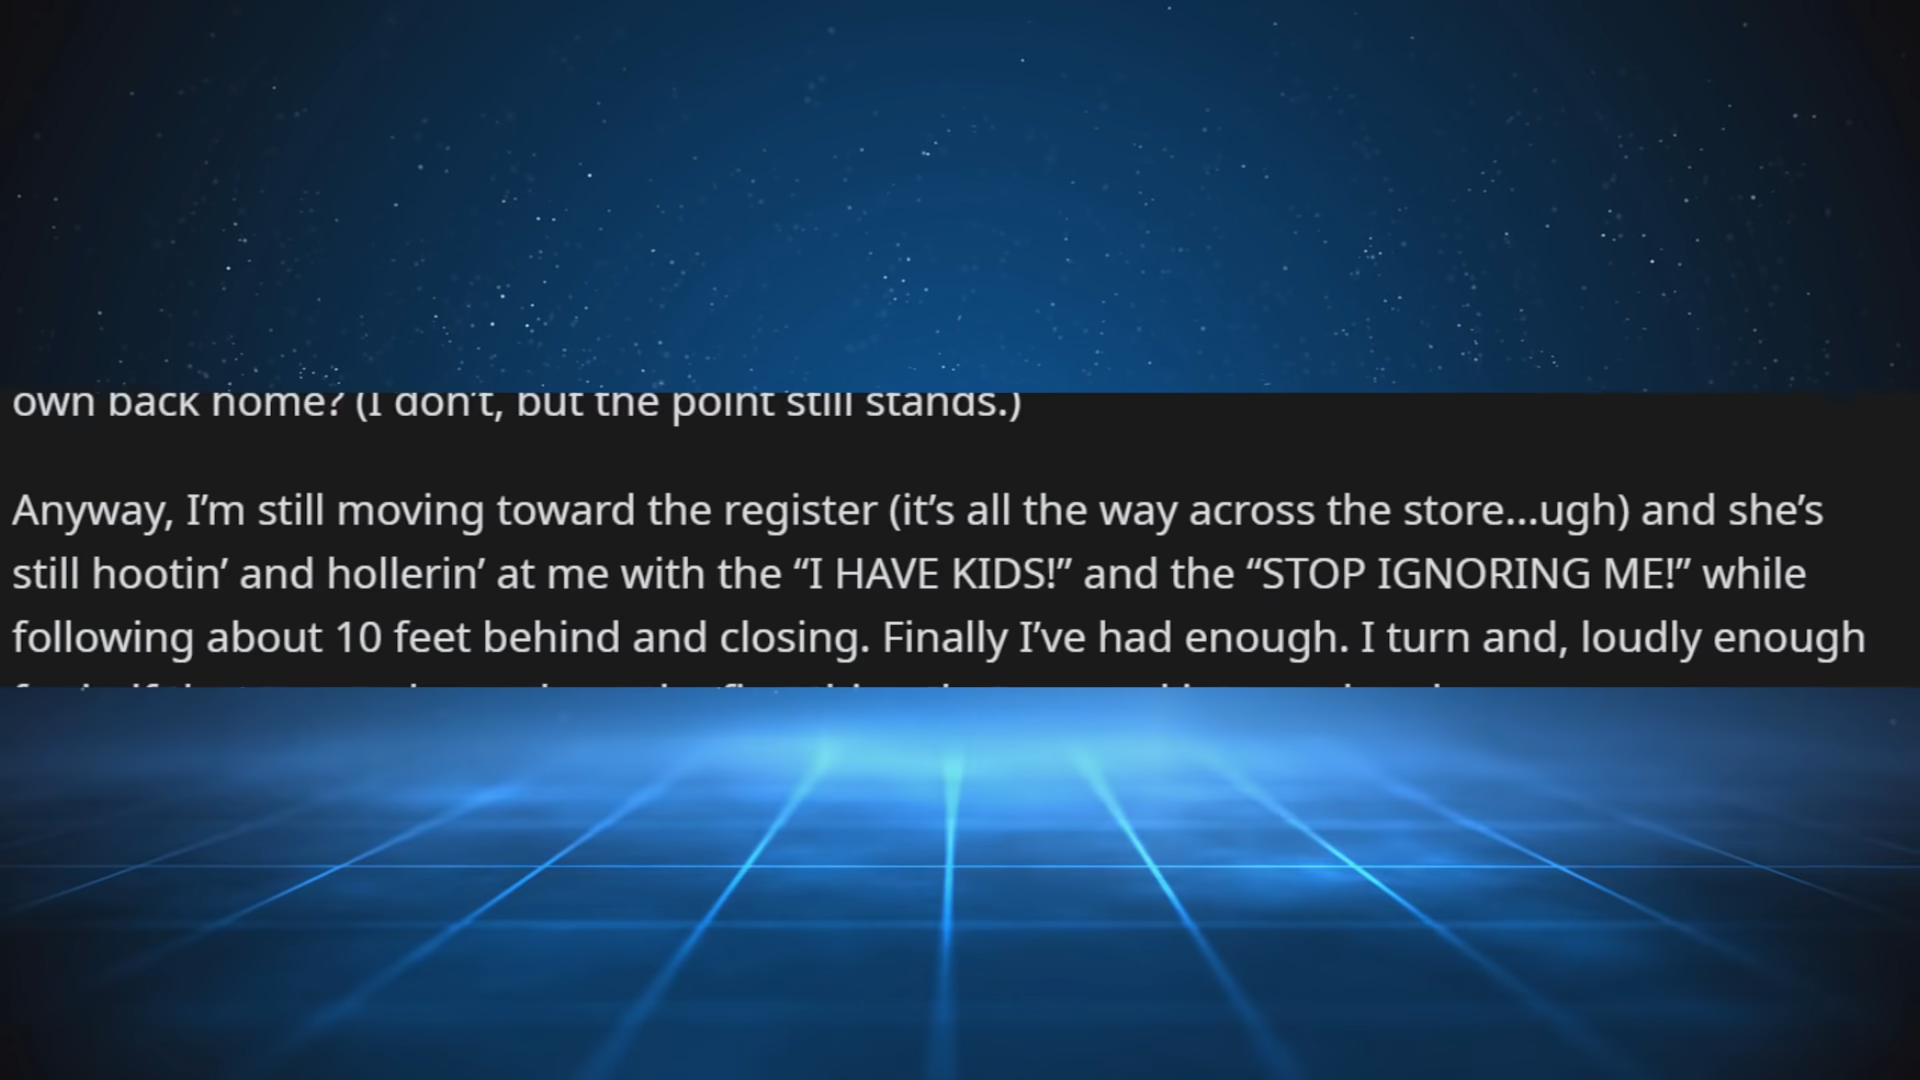 own back home? (I don’t, but the point still stands.)
Anyway, I’m still moving toward the register (it’s all the way across the store...ugh) and she’s
still hootin’ and hollerin’ at me with the “I HAVE KIDS!” and the “STOP IGNORING ME!” while
following about 10 feet behind and closing. Finally I’ve had enough. I turn and, loudly enough